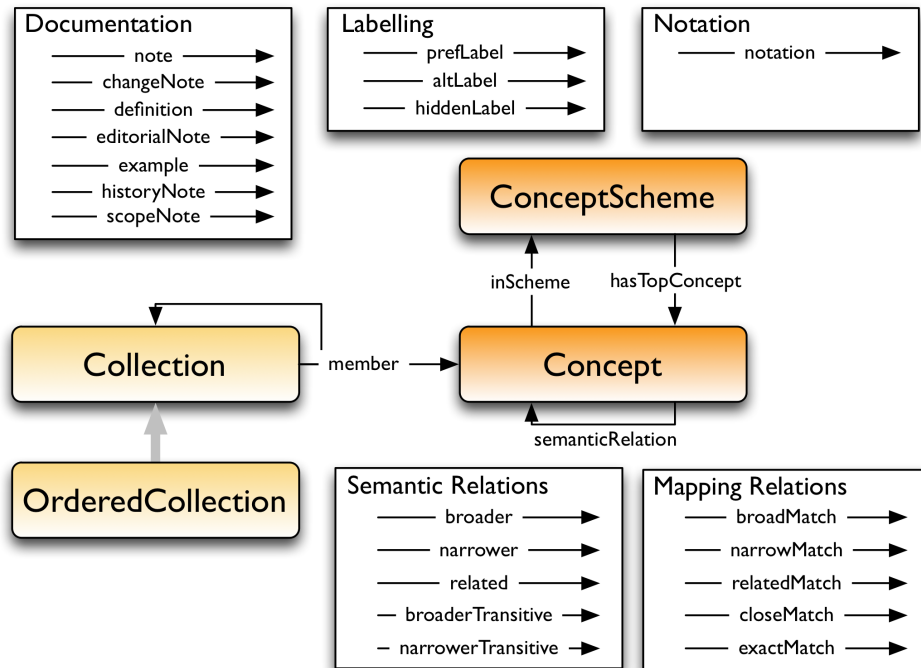 Documentation
note
changeNote
definition
editorialNote
example
historyNote
scopeNote
Labelling
prefLabel
altLabel
hiddenLabel
Notation
notation
ConceptScheme
inScheme
hasTopConcept
Collection
member
Concept
semanticRelation
OrderedCollection
Semantic Relations
broader
narrower
related
broaderTransitive
narrowerTransitive
Mapping Relations
broadMatch
narrowMatch
relatedMatch
closeMatch
exactMatch